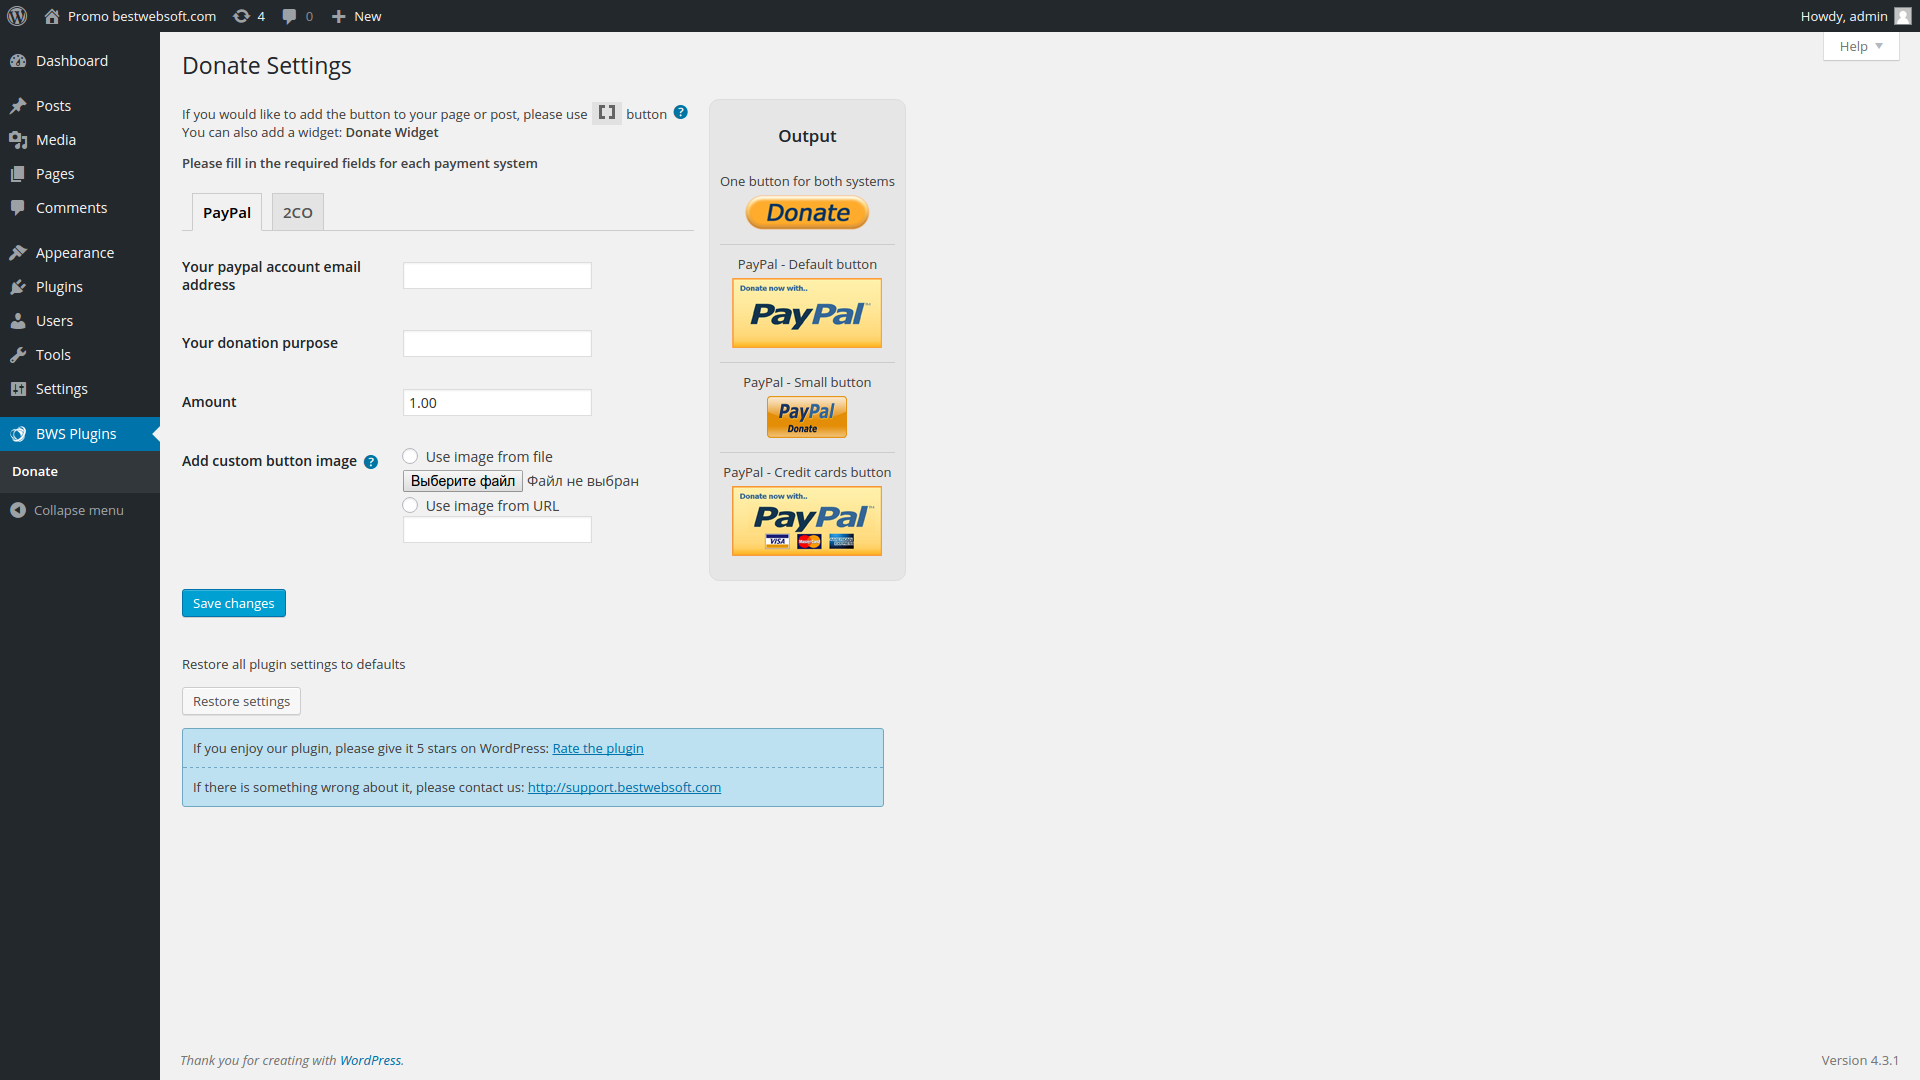 Promo bestwebsoft.com
4
0
New
Howdy, admin
Help
Dashboard
Posts
Media
Pages
Comments
Appearance
Plugins
Users
Tools
Settings
BWS Plugins
Donate
Collapse menu
Donate Settings
If you would like to add the button to your page or post, please use [] button ?
You can also add a widget: Donate Widget
Please fill in the required fields for each payment system
PayPal
2CO
Your paypal account email
address
Your donation purpose
Amount
1.00
Add custom button image ?
Use image from file
Выберите файл Файл не выбран
Use image from URL
Save changes
Output
One button for both systems
Donate
PayPal - Default button
Donate now with..
PayPal™
PayPal - Small button
PayPal
Donate
PayPal - Credit cards button
Donate now with..
PayPal™
VISA MasterCard
Restore all plugin settings to defaults
Restore settings
If you enjoy our plugin, please give it 5 stars on WordPress: Rate the plugin
If there is something wrong about it, please contact us: http://support.bestwebsoft.com
Thank you for creating with WordPress.
Version 4.3.1